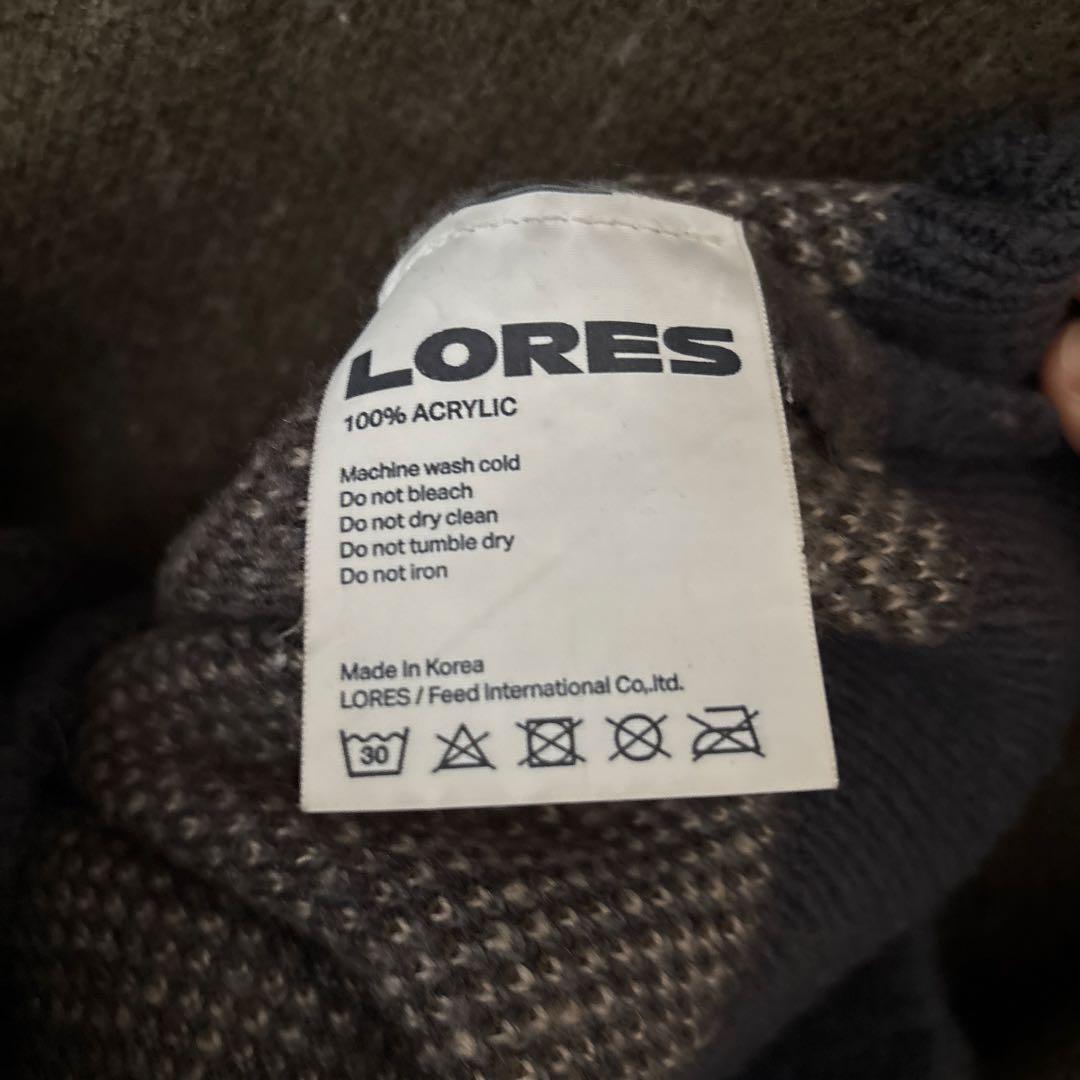 LORES
100% ACRYLIC
Machine wash cold
Do not bleach
Do not dry clean
Do not tumble dry
Do not iron
Made In Korea
LORES / Feed International Co,.ltd.
30